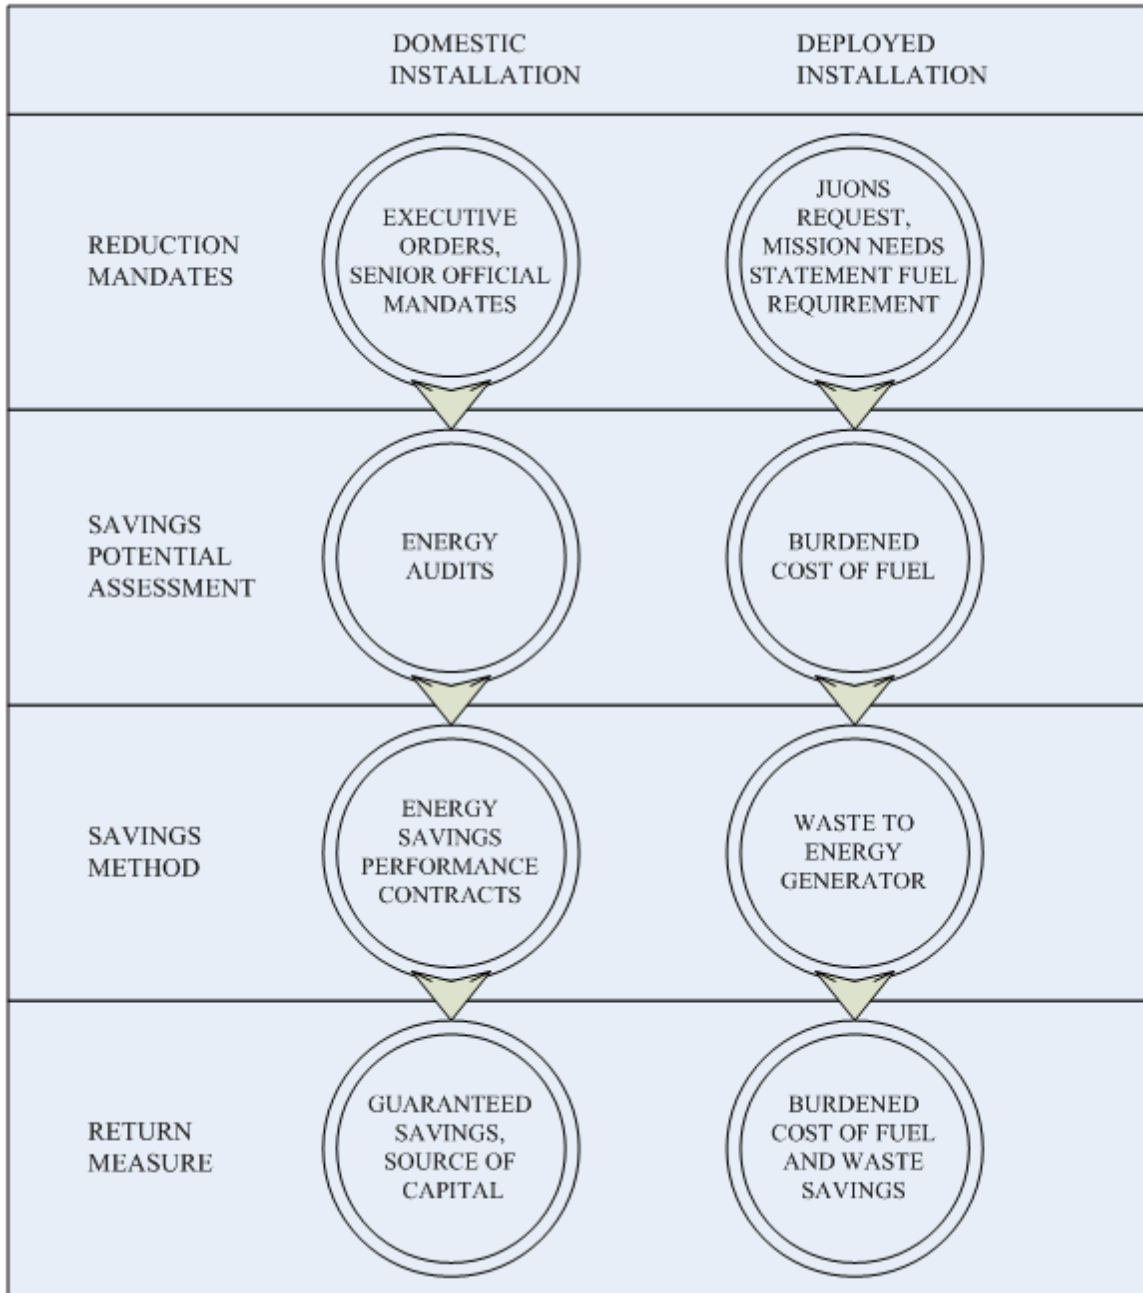 DOMESTIC
INSTALLATION
DEPLOYED
INSTALLATION
REDUCTION
MANDATES
EXECUTIVE
ORDERS,
SENIOR OFFICIAL
MANDATES
JUONS
REQUEST,
MISSION NEEDS
STATEMENT FUEL
REQUIREMENT
SAVINGS
POTENTIAL
ASSESSMENT
ENERGY
AUDITS
BURDENED
COST OF FUEL
SAVINGS
METHOD
ENERGY
SAVINGS
PERFORMANCE
CONTRACTS
WASTE TO
ENERGY
GENERATOR
RETURN
MEASURE
GUARANTEED
SAVINGS,
SOURCE OF
CAPITAL
BURDENED
COST OF FUEL
AND WASTE
SAVINGS